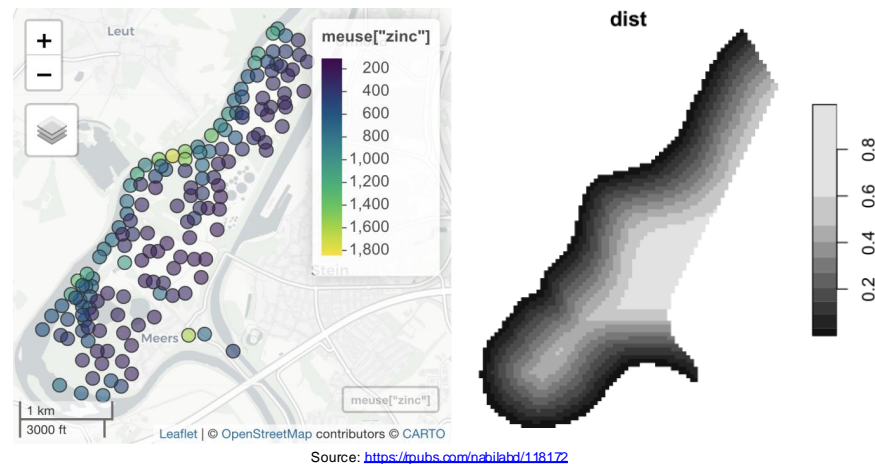 +
−
Leut
meuse["zinc"]
200
400
600
800
1,000
1,200
1,400
1,600
1,800
Stein
Meers
1 km
3000 ft
meuse["zinc"]
Leaflet | © OpenStreetMap contributors © CARTO
dist
0.8
0.6
0.4
0.2
Source: https://rpubs.com/nabilabd/118172